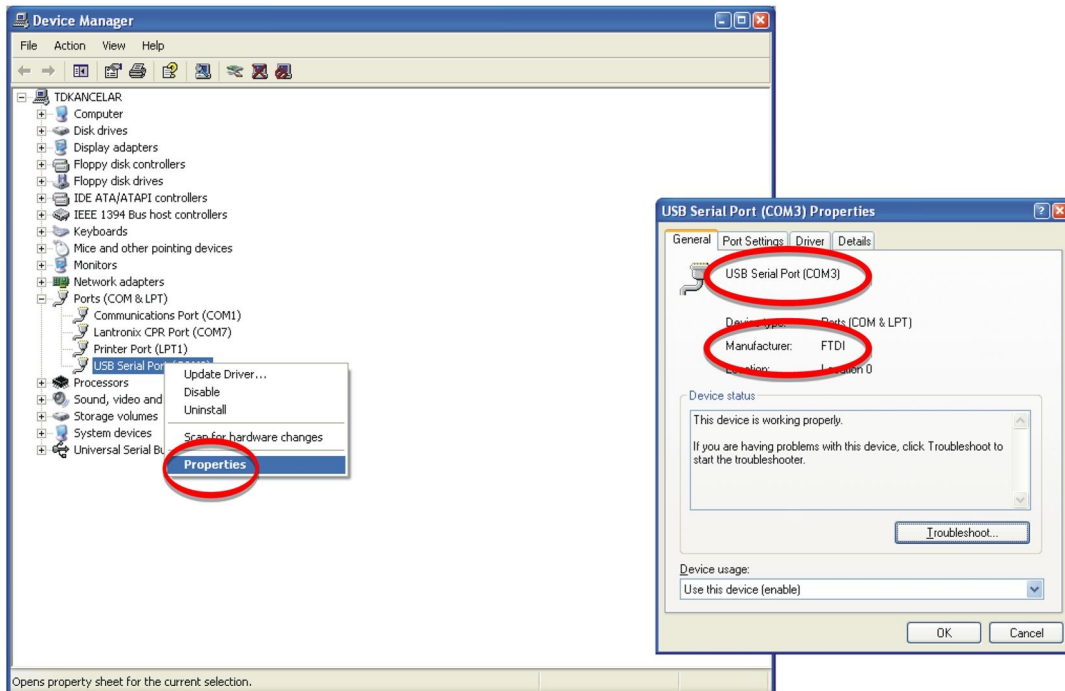 Device Manager
File Action View Help
TDKANCELAR
Computer
Disk drives
Display adapters
Floppy disk controllers
Floppy disk drives
IDE ATA/ATAPI controllers
IEEE 1394 Bus host controllers
Keyboards
Mice and other pointing devices
Monitors
Network adapters
Ports (COM & LPT)
Communications Port (COM1)
Lantronix CPR Port (COM7)
Printer Port (LPT1)
USB Serial Port
Processors
Sound, video and
Storage volumes
System devices
Universal Serial Bu
Update Driver...
Disable
Uninstall
Scan for hardware changes
Properties
Opens property sheet for the current selection.
USB Serial Port (COM3) Properties
General Port Settings Driver Details
USB Serial Port (COM3)
Device type: Ports (COM & LPT)
Manufacturer: FTDI
Location: Location 0
Device status
This device is working properly.
If you are having problems with this device, click Troubleshoot to
start the troubleshooter.
Troubleshoot...
Device usage:
Use this device (enable)
OK Cancel